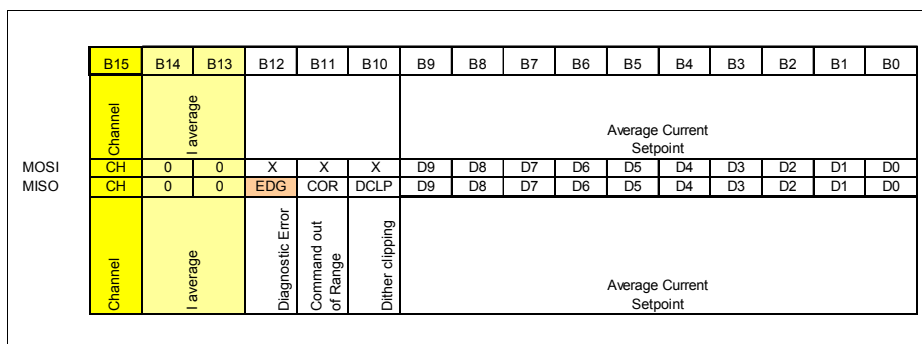 B15 B14 B13 B12 B11 B10 B9 B8 B7 B6 B5 B4 B3 B2 B1 B0
Channel
I average
Average Current
Setpoint
MOSI CH 0 0 X X X D9 D8 D7 D6 D5 D4 D3 D2 D1 D0
MISO CH 0 0 EDG COR DCLP D9 D8 D7 D6 D5 D4 D3 D2 D1 D0
Channel
I average
Diagnostic Error
Command out
of Range
Dither clipping
Average Current
Setpoint